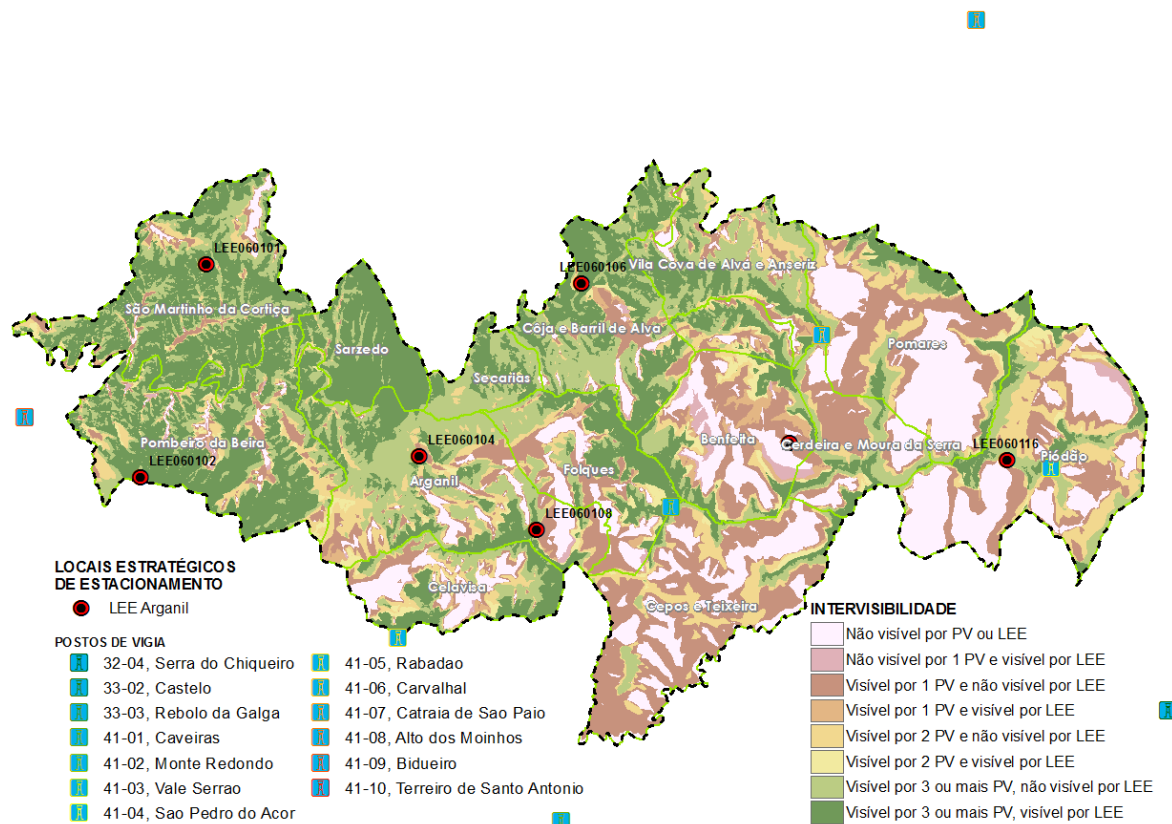 LEE060101
LEE060106
Vila Cova de Alva e Anseriz
São Martinho da Cortiça
Côja e Barril de Alva
Sarzedo
Pomares
Secarias
Pombeiro da Beira
LEE060104
Benfeita
Cerdeira e Moura da Serra
LEE060116
Piódão
LEE060102
Arganil
Folques
LEE060108
Celavisa
Cepos e Teixeira
LOCAIS ESTRATÉGICOS
DE ESTACIONAMENTO
LEE Arganil
POSTOS DE VIGIA
32-04, Serra do Chiqueiro
33-02, Castelo
33-03, Rebolo da Galga
41-01, Caveiras
41-02, Monte Redondo
41-03, Vale Serrao
41-04, Sao Pedro do Acor
41-05, Rabadao
41-06, Carvalhal
41-07, Catraia de Sao Paio
41-08, Alto dos Moinhos
41-09, Bidueiro
41-10, Terreiro de Santo Antonio
INTERVISIBILIDADE
Não visível por PV ou LEE
Não visível por 1 PV e visível por LEE
Visível por 1 PV e não visível por LEE
Visível por 1 PV e visível por LEE
Visível por 2 PV e não visível por LEE
Visível por 2 PV e visível por LEE
Visível por 3 ou mais PV, não visível por LEE
Visível por 3 ou mais PV, visível por LEE